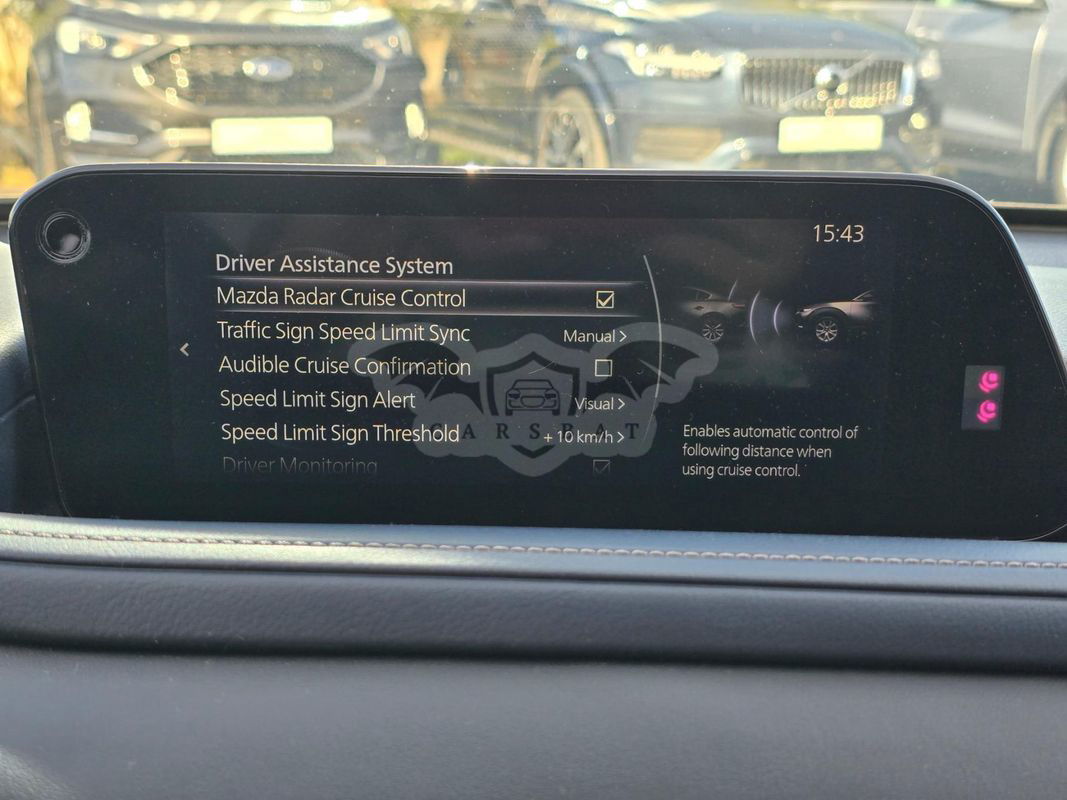 15:43
Driver Assistance System
Mazda Radar Cruise Control
Traffic Sign Speed Limit Sync Manual >
Audible Cruise Confirmation
Speed Limit Sign Alert Visual >
Speed Limit Sign Threshold + 10 km/h >
Driver Monitoring
Enables automatic control of
following distance when
using cruise control.
CARSBAT